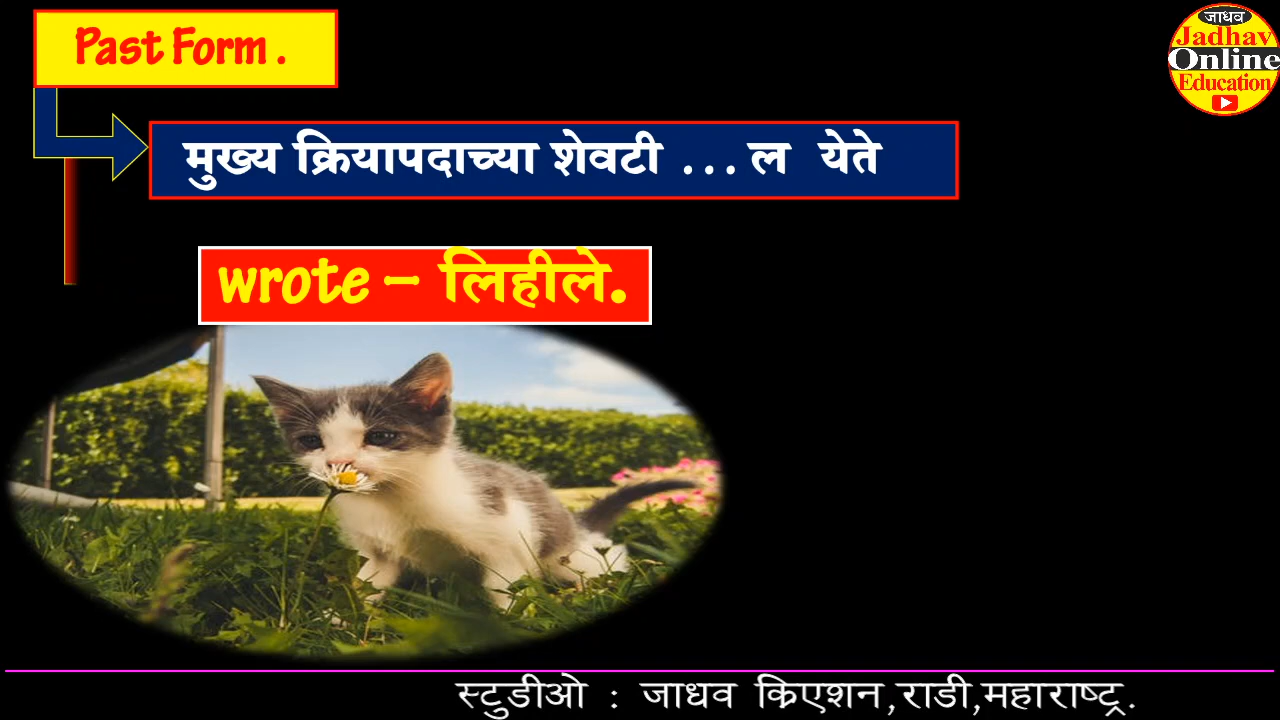 Past Form .
जाधव
Jadhav
Online
Education
मुख्य क्रियापदाच्या शेवटी ...ल येते
wrote – लिहीले.
स्टुडीओ : जाधव क्रिएशन,राडी,महाराष्ट्र.